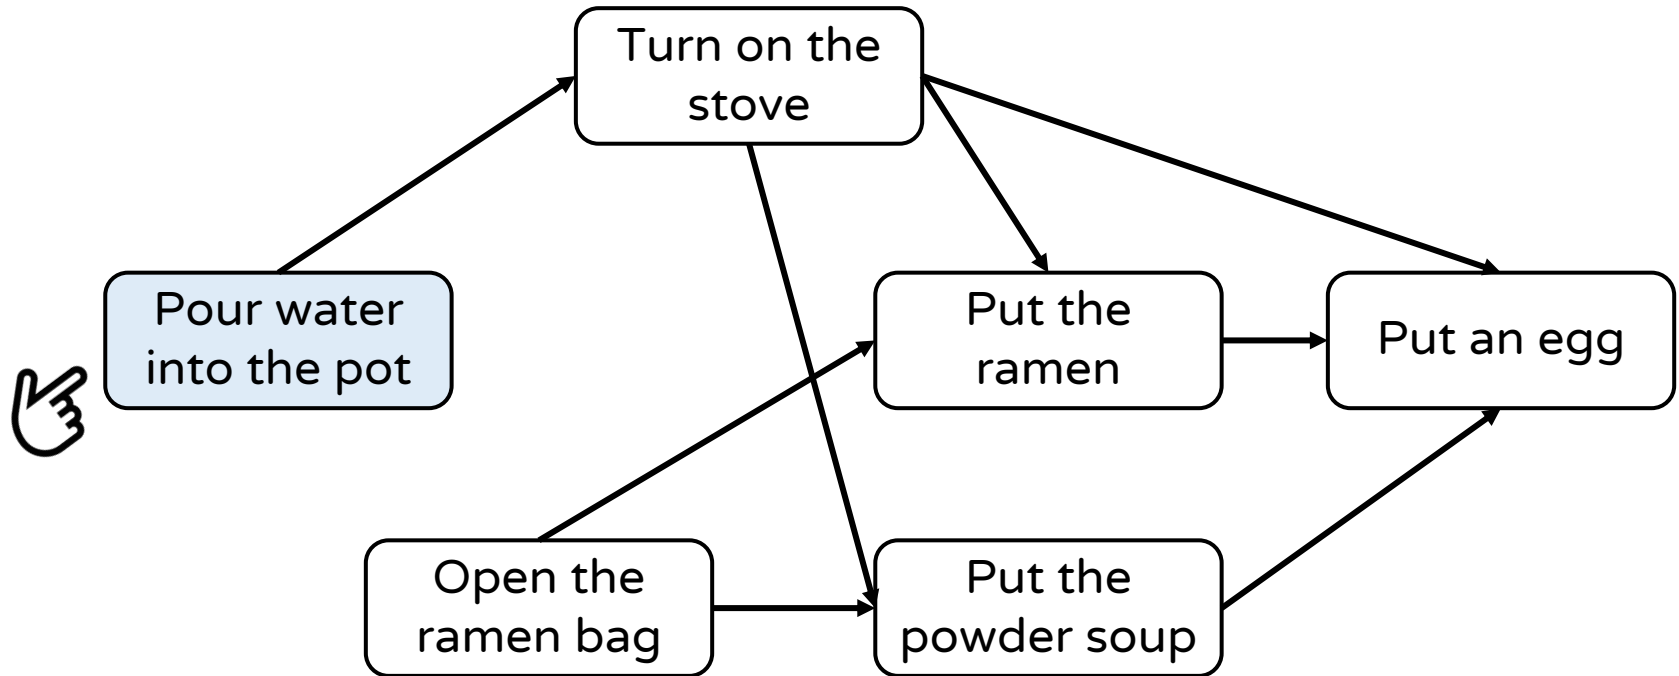 Turn on the
stove
Pour water
into the pot
Put the
ramen
Put an egg
Open the
ramen bag
Put the
powder soup